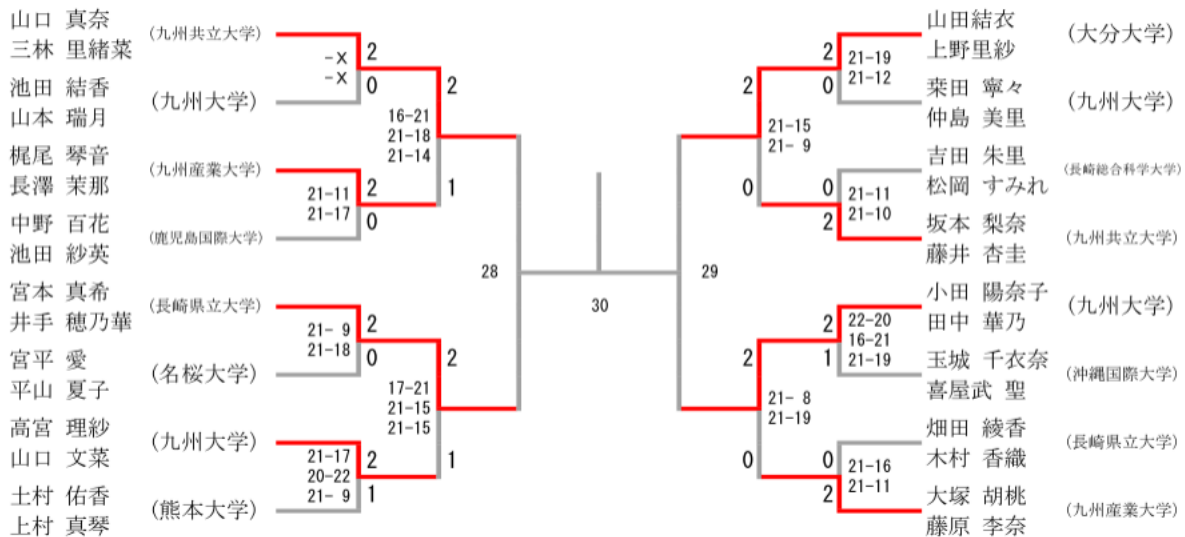 山口 真奈
三林 里緒菜
(九州共立大学)
2
-X
-X
0
池田 結香
山本 瑞月
(九州大学)
2
16-21
21-18
21-14
1
梶尾 琴音
長澤 茉那
(九州産業大学)
2
21-11
21-17
0
中野 百花
池田 紗英
(鹿児島国際大学)
28
宮本 真希
井手 穂乃華
(長崎県立大学)
2
21- 9
21-18
0
宮平 愛
平山 夏子
(名桜大学)
2
17-21
21-15
21-15
1
高宮 理紗
山口 文菜
(九州大学)
2
21-17
20-22
21- 9
1
土村 佑香
上村 真琴
(熊本大学)
30
山田結衣
上野里紗
(大分大学)
2
21-19
21-12
0
桒田 寧々
仲島 美里
(九州大学)
2
21-15
21- 9
0
吉田 朱里
松岡 すみれ
(長崎総合科学大学)
0
21-11
21-10
2
坂本 梨奈
藤井 杏圭
(九州共立大学)
29
小田 陽奈子
田中 華乃
(九州大学)
2
22-20
16-21
21-19
1
玉城 千衣奈
喜屋武 聖
(沖縄国際大学)
2
21- 8
21-19
0
畑田 綾香
木村 香織
(長崎県立大学)
0
21-16
21-11
2
大塚 胡桃
藤原 李奈
(九州産業大学)